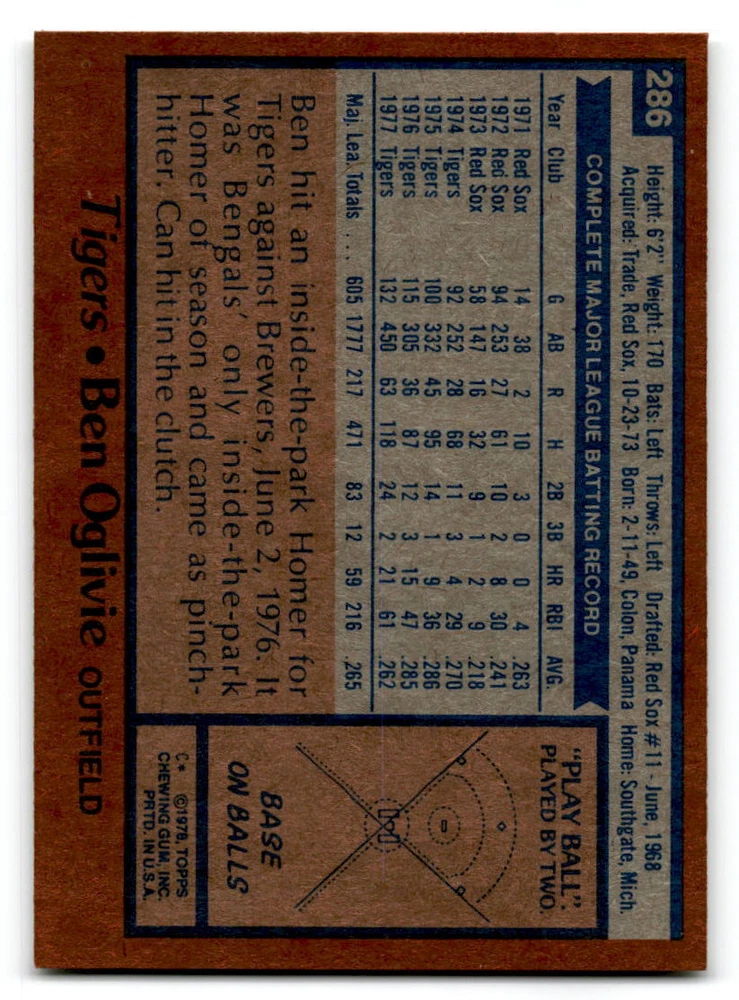 286
Height: 6'2" Weight: 170 Bats: Left Throws: Left Drafted: Red Sox #11 - June, 1968
Acquired: Trade, Red Sox, 10-23-73 Born: 2-11-49, Colon, Panama Home: Southgate, Mich.
COMPLETE MAJOR LEAGUE BATTING RECORD
Year Club G AB R H 2B 3B HR RBI AVG.
1971 Red Sox 14 38 2 10 3 0 0 4 .263
1972 Red Sox 94 253 27 61 10 2 8 30 .241
1973 Red Sox 58 147 16 32 9 1 2 9 .218
1974 Tigers 92 252 28 68 11 3 4 29 .270
1975 Tigers 100 332 45 95 14 1 9 36 .286
1976 Tigers 115 305 36 87 12 3 15 47 .285
1977 Tigers 132 450 63 118 24 2 21 61 .262
Maj. Lea. Totals ... 605 1777 217 471 83 12 59 216 .265
Ben hit an inside-the-park Homer for
Tigers against Brewers, June 2, 1976. It
was Bengals' only inside-the-park
Homer of season and came as pinch-
hitter. Can hit in the clutch.
"PLAY BALL"
PLAYED BY TWO.
BASE
ON BALLS
C* ©1978, TOPPS
CHEWING GUM, INC.
PRTD. IN U.S.A.
Tigers • Ben Oglivie OUTFIELD